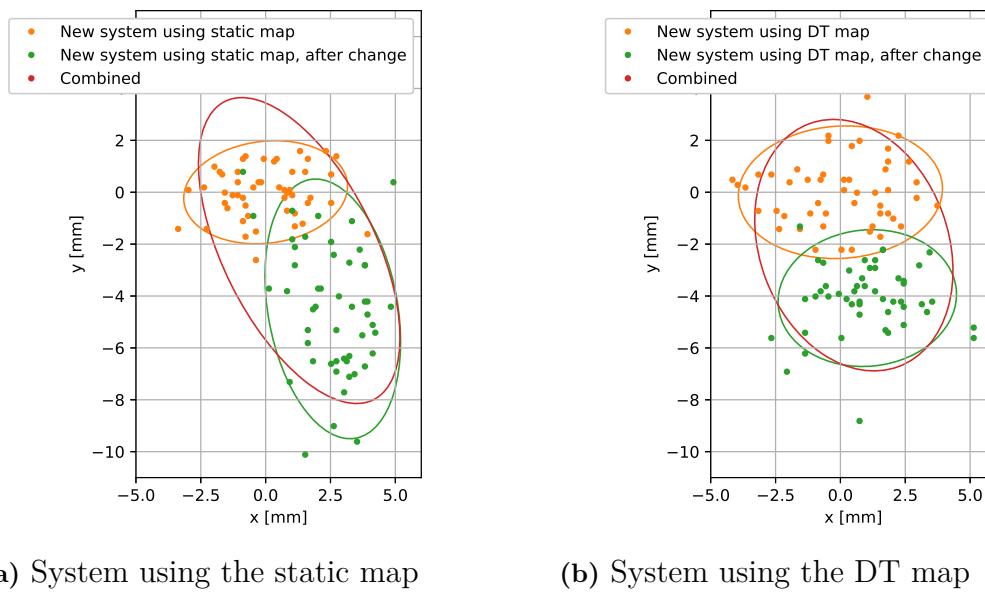 New system using static map
New system using static map, after change
Combined
2
0
−2
−4
−6
−8
−10
y [mm]
−5.0 −2.5 0.0 2.5 5.0
x [mm]
a) System using the static map
New system using DT map
New system using DT map, after change
Combined
2
0
−2
−4
−6
−8
−10
y [mm]
−5.0 −2.5 0.0 2.5 5.0
x [mm]
(b) System using the DT map